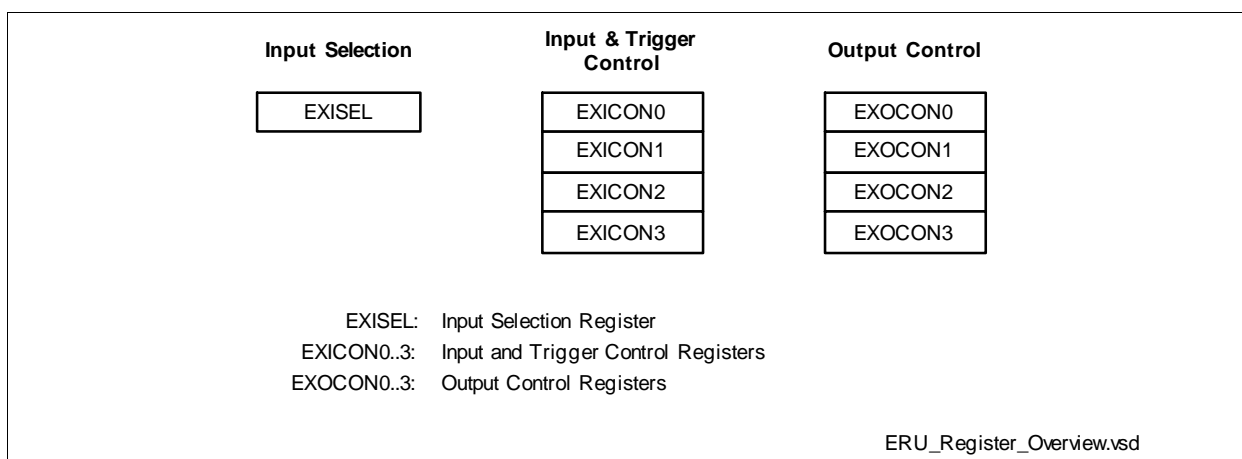 Input Selection
Input & Trigger
Control
Output Control
EXISEL
EXICON0
EXOCON0
EXICON1
EXOCON1
EXICON2
EXOCON2
EXICON3
EXOCON3
EXISEL: Input Selection Register
EXICON0..3: Input and Trigger Control Registers
EXOCON0..3: Output Control Registers
ERU_Register_Overview.vsd